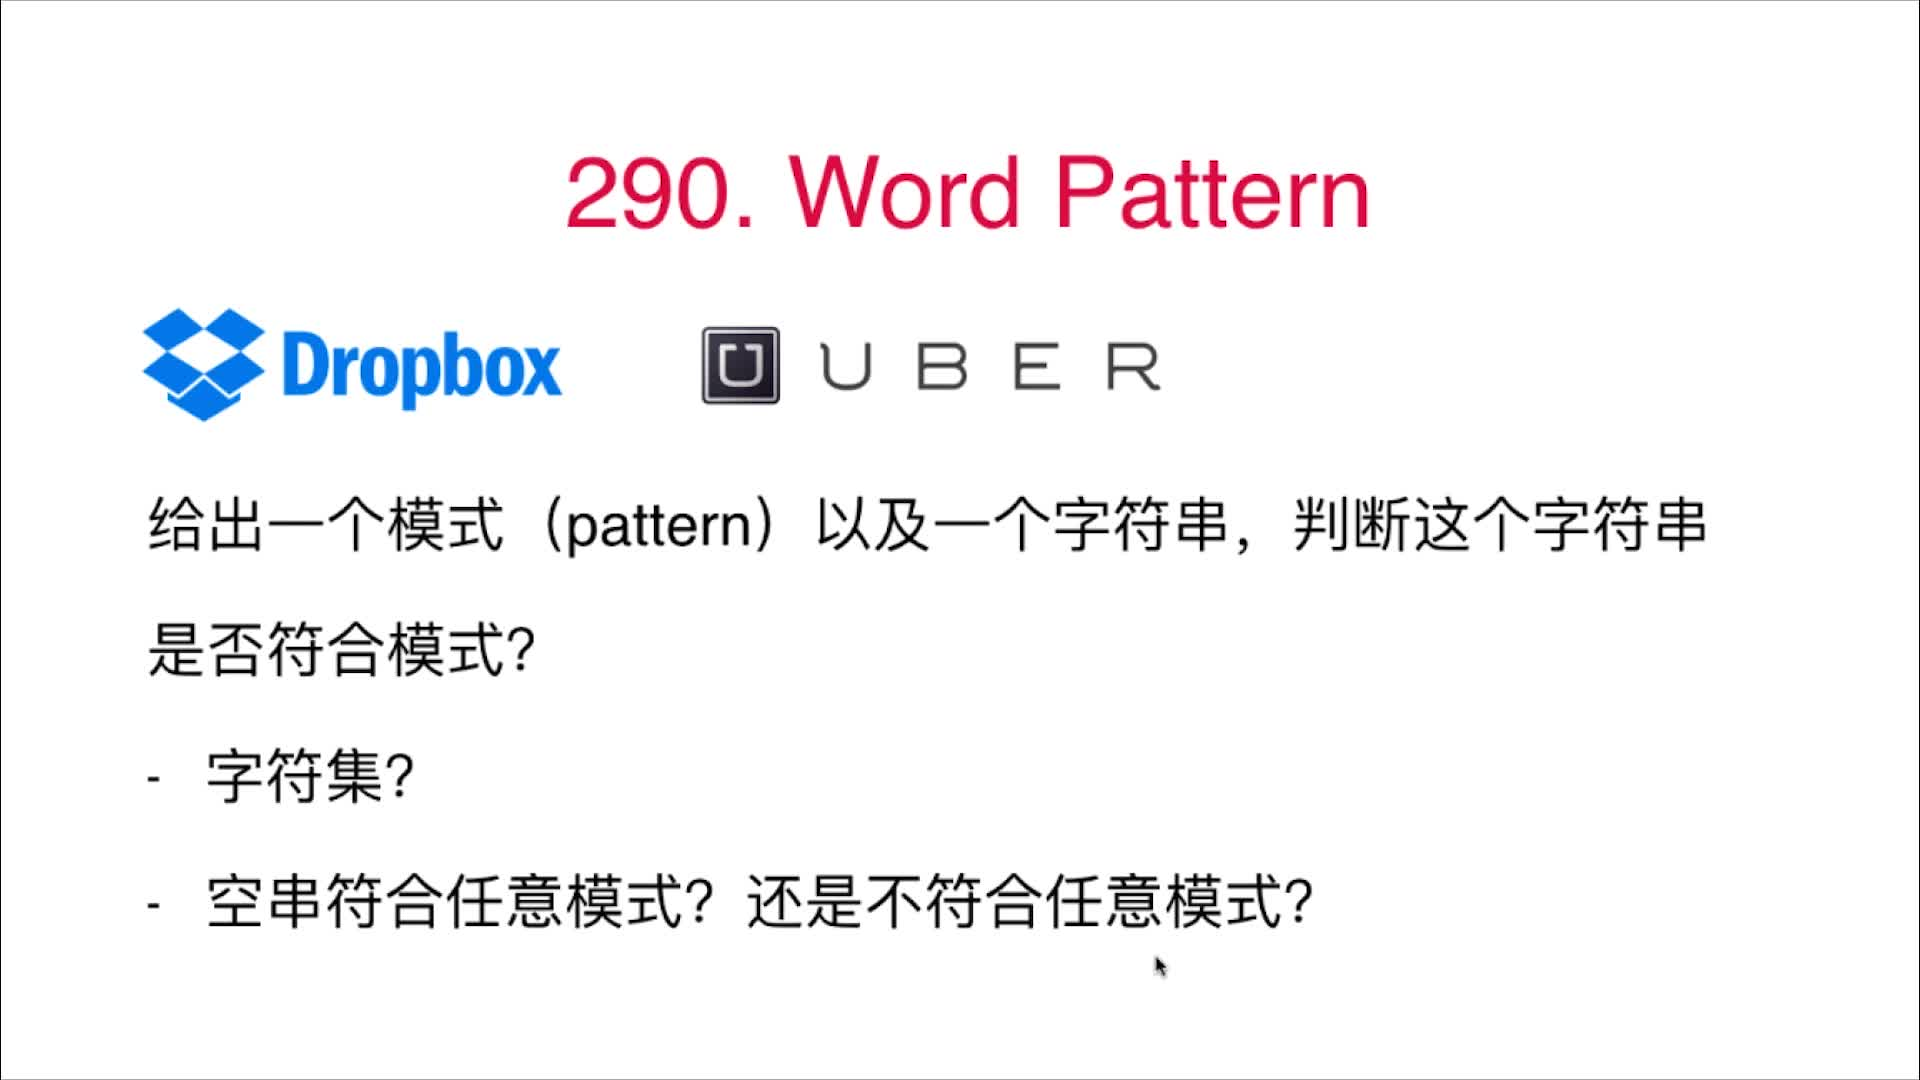 290. Word Pattern
Dropbox
U UBER
给出一个模式（pattern）以及一个字符串，判断这个字符串
是否符合模式？
- 字符集？
- 空串符合任意模式？还是不符合任意模式？